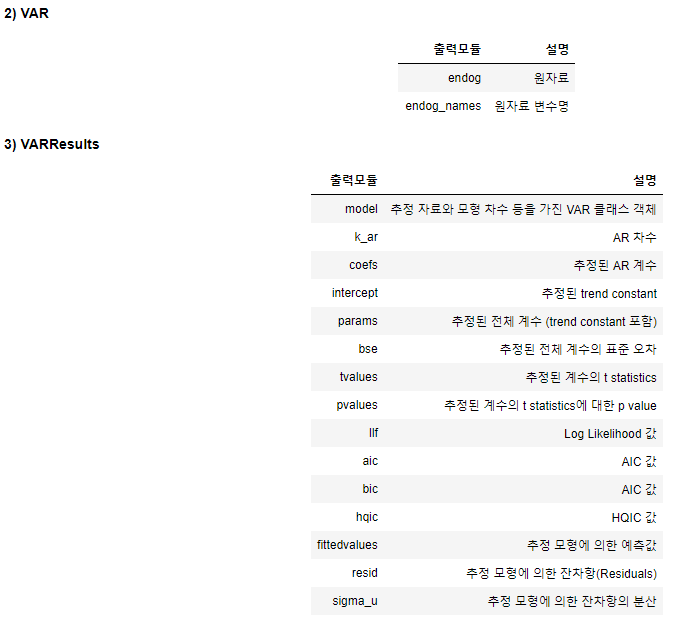 2) VAR
출력모듈 설명
endog 원자료
endog_names 원자료 변수명
3) VARResults
출력모듈 설명
model 추정 자료와 모형 차수 등을 가진 VAR 클래스 객체
k_ar AR 차수
coefs 추정된 AR 계수
intercept 추정된 trend constant
params 추정된 전체 계수 (trend constant 포함)
bse 추정된 전체 계수의 표준 오차
tvalues 추정된 계수의 t statistics
pvalues 추정된 계수의 t statistics에 대한 p value
llf Log Likelihood 값
aic AIC 값
bic AIC 값
hqic HQIC 값
fittedvalues 추정 모형에 의한 예측값
resid 추정 모형에 의한 잔차항(Residuals)
sigma_u 추정 모형에 의한 잔차항의 분산